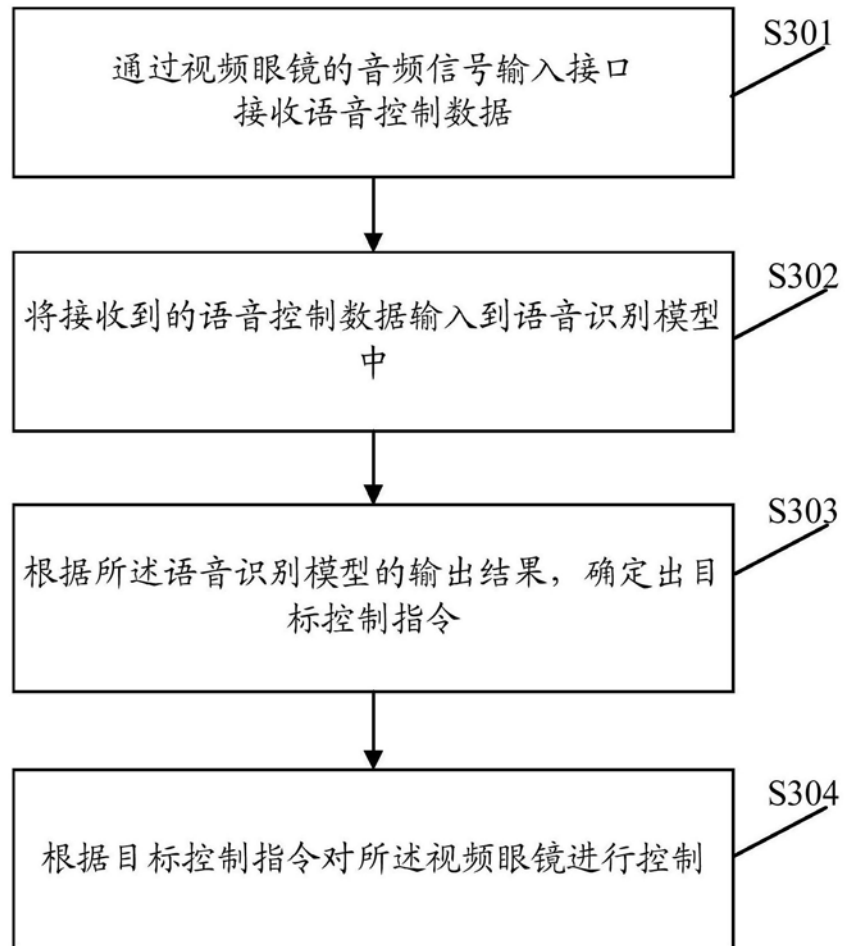 S301
通过视频眼镜的音频信号输入接口
接收语音控制数据
S302
将接收到的语音控制数据输入到语音识别模型
中
S303
根据所述语音识别模型的输出结果，确定出目
标控制指令
S304
根据目标控制指令对所述视频眼镜进行控制